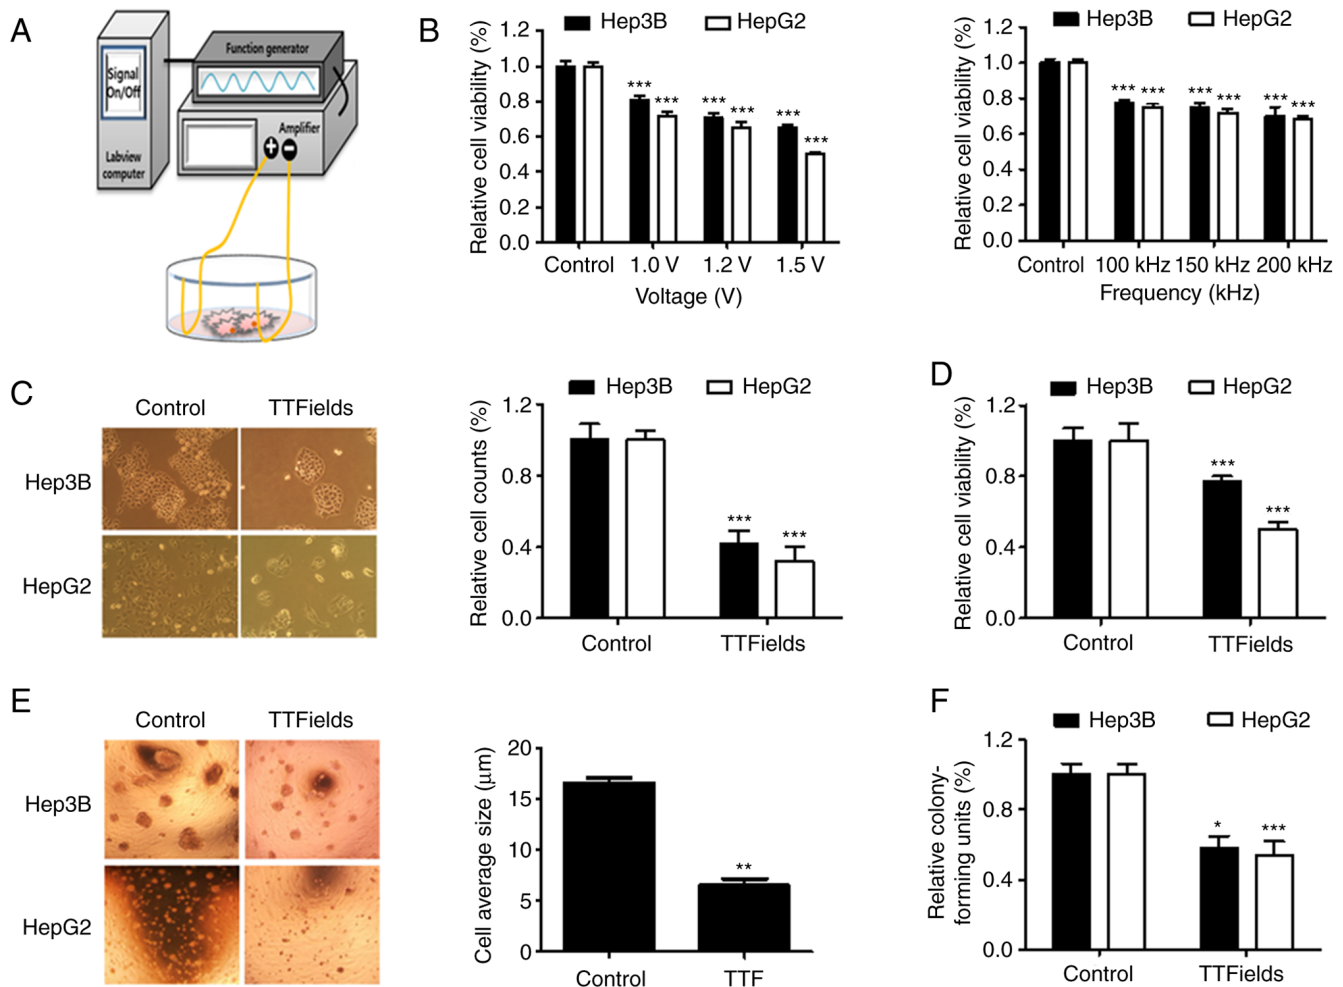 A
Signal
On/Off
Labview
computer
Function generator
Amplifier
+ −
B
Hep3B HepG2
Relative cell viability (%)
1.2
1.0
0.8
0.6
0.4
0.2
0.0
*** *** *** *** *** ***
Control 1.0 V 1.2 V 1.5 V
Voltage (V)
Hep3B HepG2
Relative cell viability (%)
1.2
1.0
0.8
0.6
0.4
0.2
0.0
*** *** *** *** *** ***
Control 100 kHz 150 kHz 200 kHz
Frequency (kHz)
C
Control TTFields
Hep3B
HepG2
Hep3B HepG2
Relative cell counts (%)
1.2
0.8
0.4
0.0
*** ***
Control TTFields
D
Hep3B HepG2
Relative cell viability (%)
1.2
0.8
0.4
0.0
*** ***
Control TTFields
E
Control TTFields
Hep3B
HepG2
Cell average size (μm)
20
15
10
5
0
**
Control TTF
F
Hep3B HepG2
Relative colony-
forming units (%)
1.2
0.8
0.4
0.0
* ***
Control TTFields